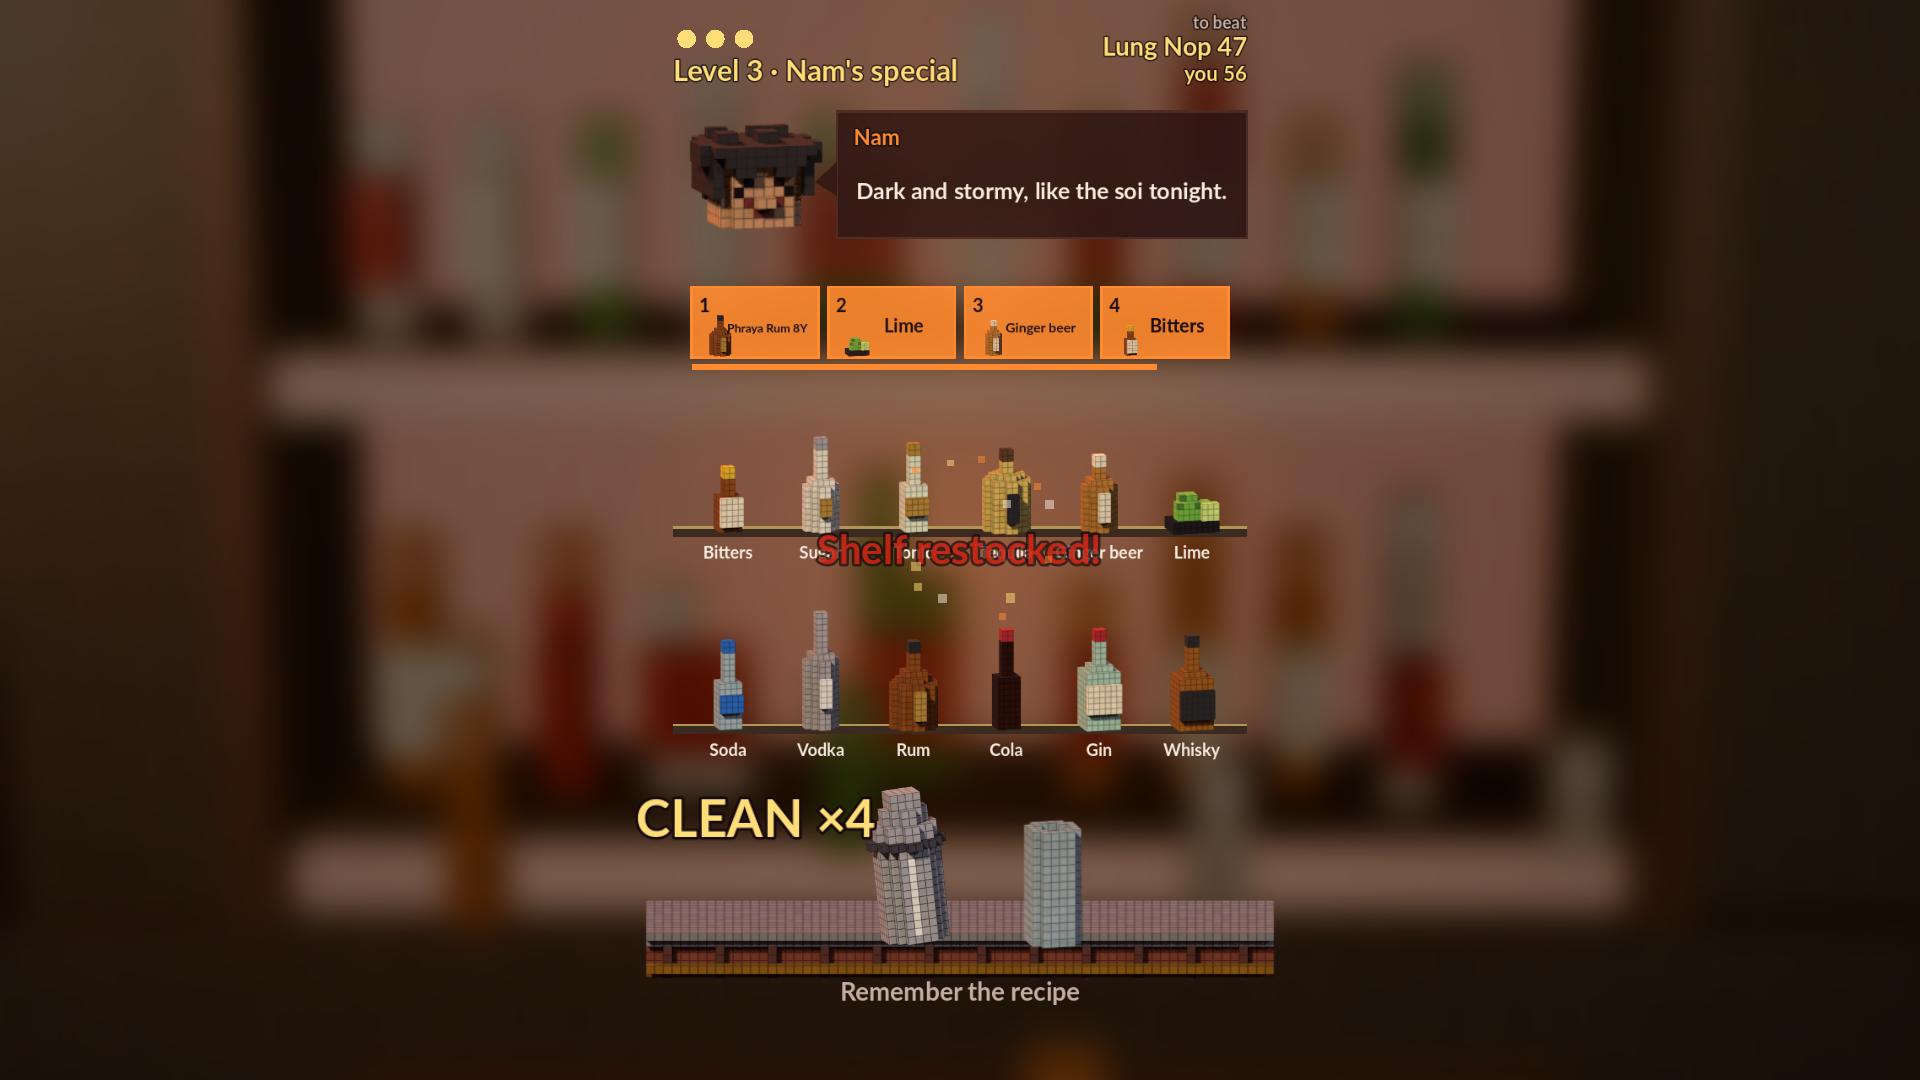 to beat
Lung Nop 47
you 56
Level 3 · Nam's special
Nam
Dark and stormy, like the soi tonight.
1
Phraya Rum 8Y
2
Lime
3
Ginger beer
4
Bitters
Bitters
Shelf restocked!
beer
Lime
Soda
Vodka
Rum
Cola
Gin
Whisky
CLEAN ×4
Remember the recipe